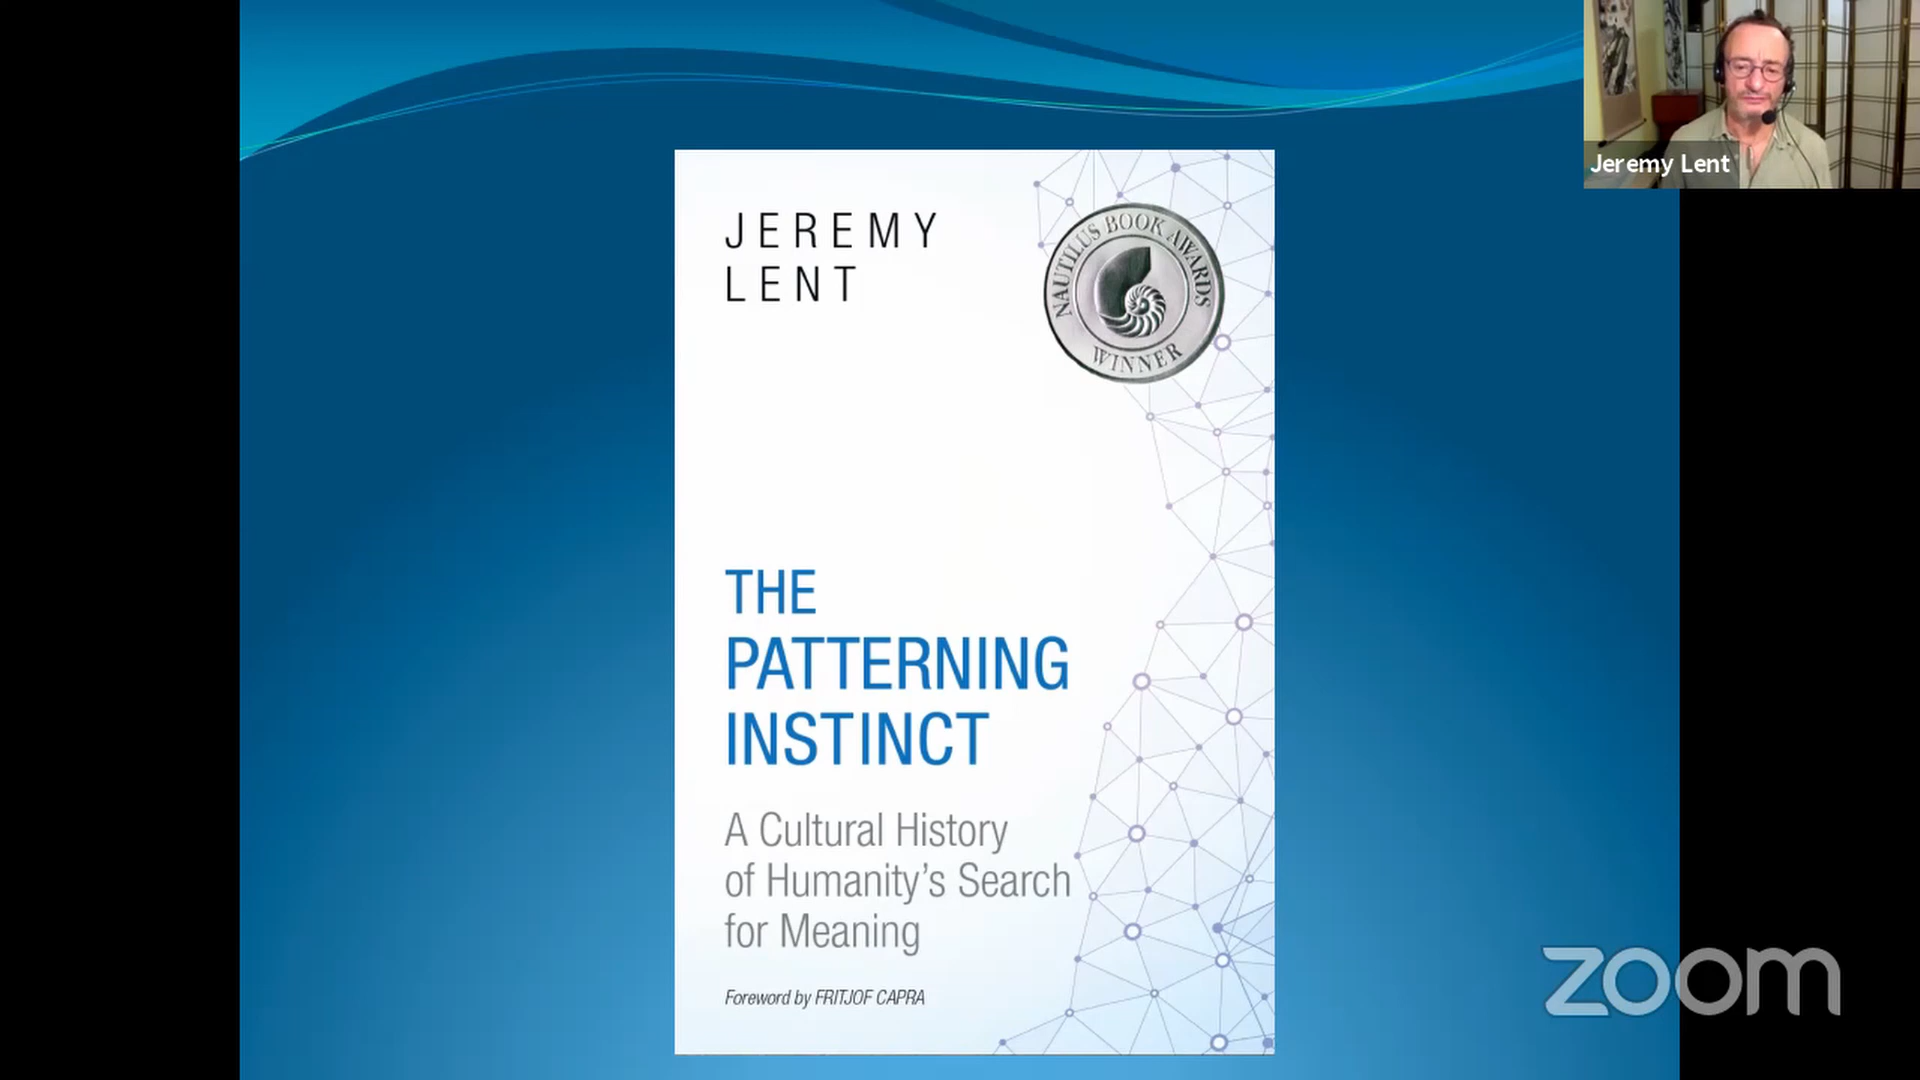 JEREMY
LENT
NAUTILUS BOOK AWARDS
WINNER
THE
PATTERNING
INSTINCT
A Cultural History
of Humanity's Search
for Meaning
Foreword by FRITJOF CAPRA
Jeremy Lent
zoom